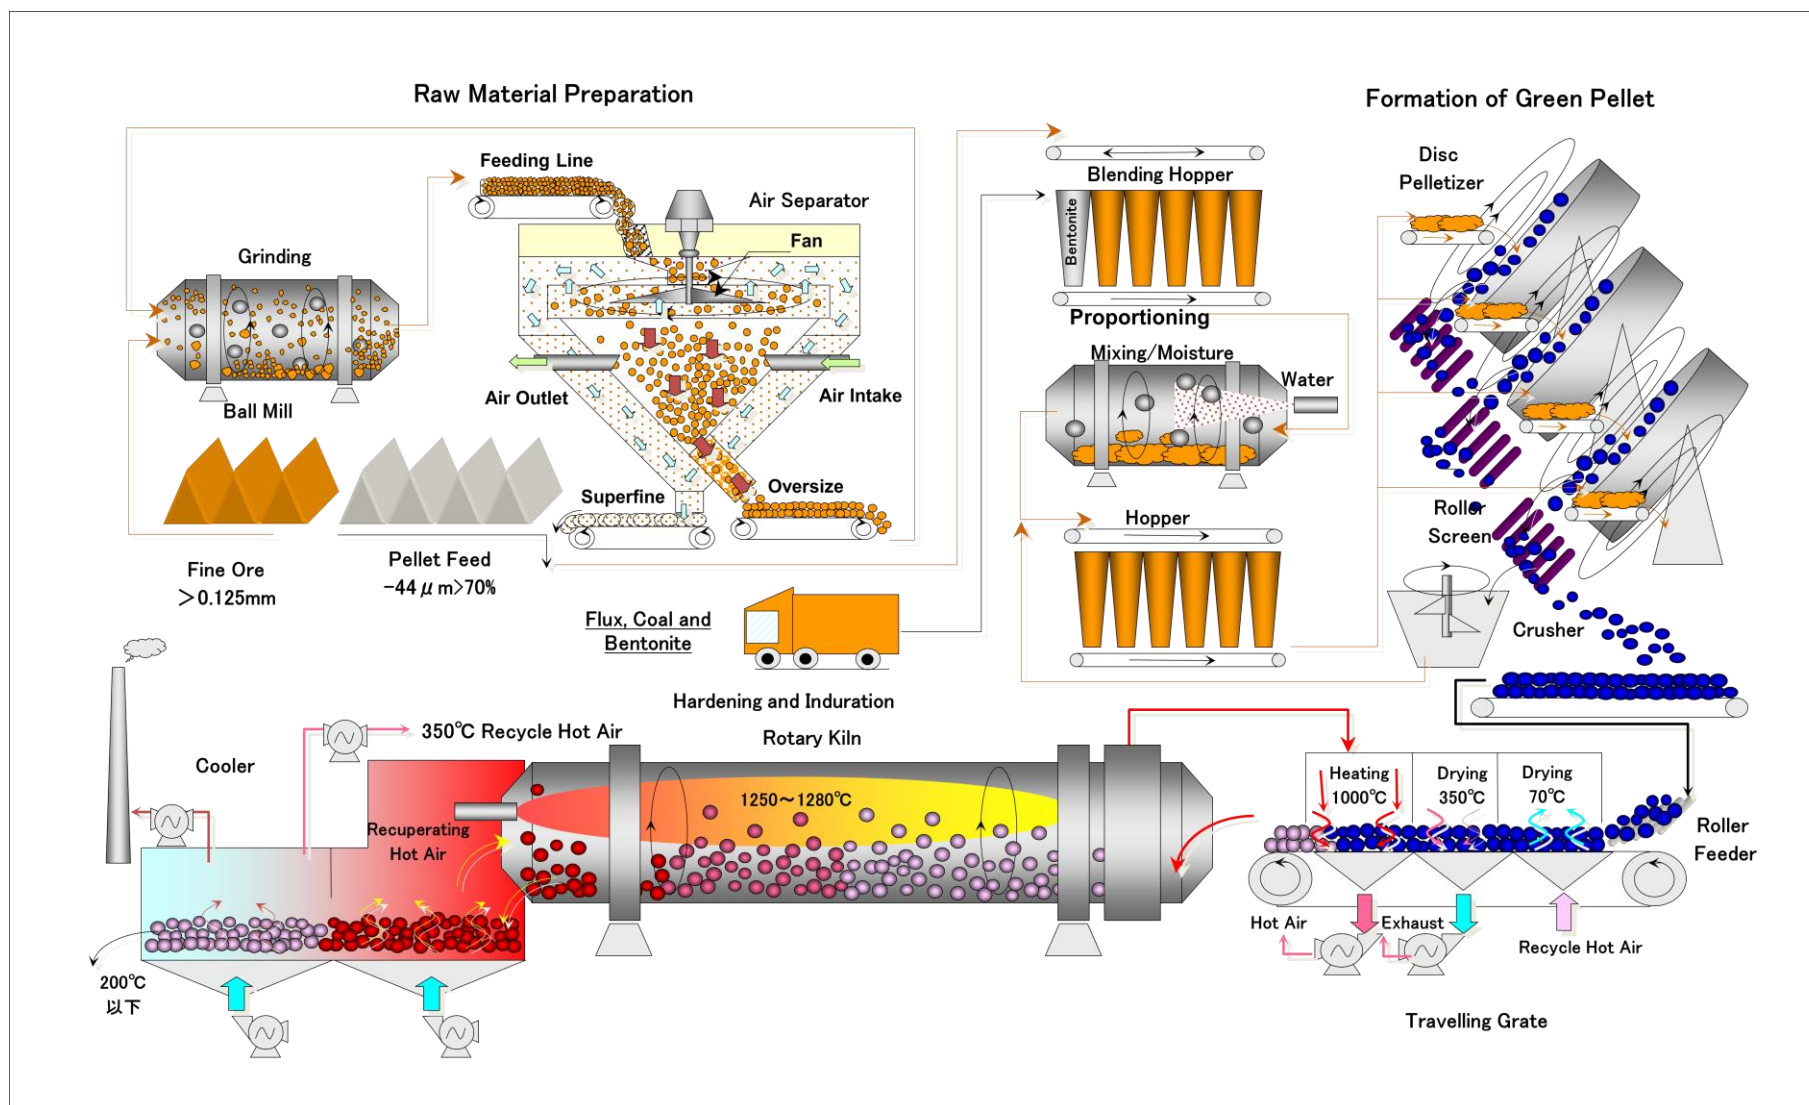 Raw Material Preparation
Formation of Green Pellet
Feeding Line
Air Separator
Fan
Grinding
Ball Mill
Air Outlet
Air Intake
Superfine
Oversize
Fine Ore
＞0.125mm
Pellet Feed
−44μm>70%
Flux, Coal and
Bentonite
Blending Hopper
Bentonite
Proportioning
Mixing/Moisture
Water
Hopper
Disc
Pelletizer
Roller
Screen
Crusher
Hardening and Induration
Rotary Kiln
350℃ Recycle Hot Air
Cooler
Recuperating
Hot Air
1250～1280℃
200℃
以下
Heating
1000℃
Drying
350℃
Drying
70℃
Roller
Feeder
Hot Air
Exhaust
Recycle Hot Air
Travelling Grate